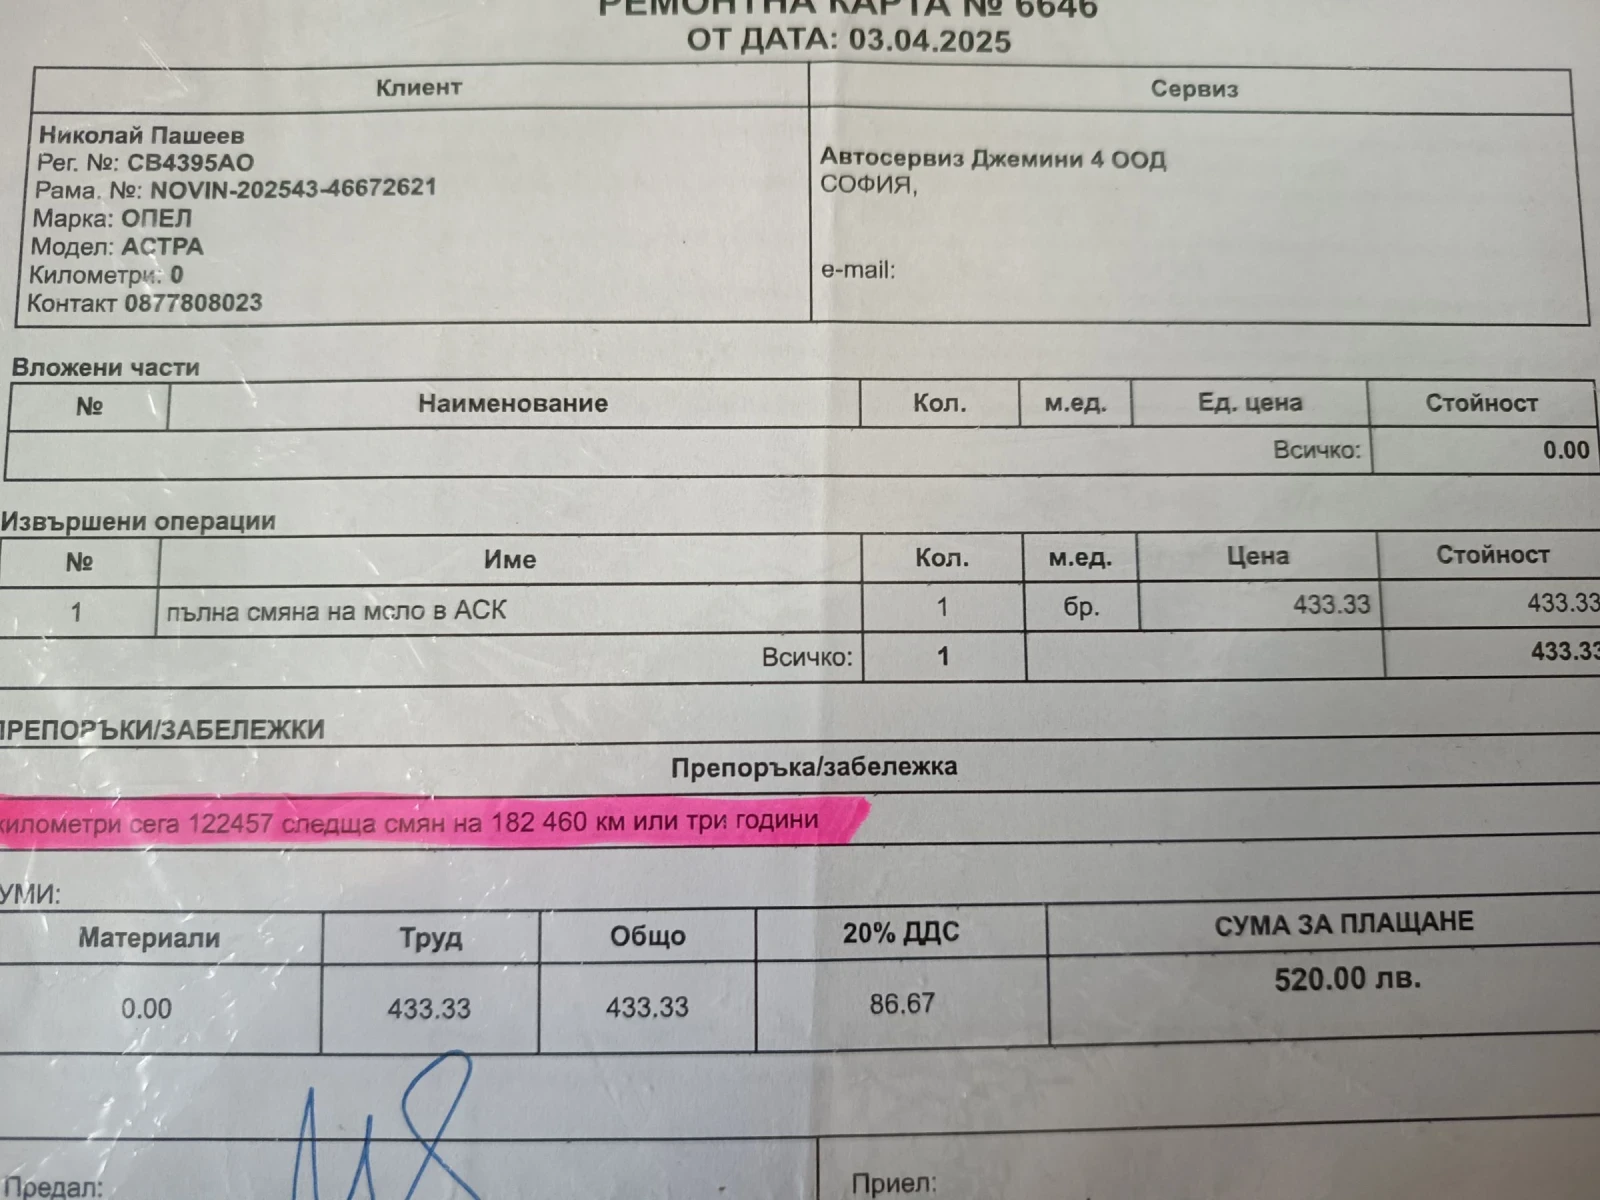 РЕМОНТНА КАРТА № 6646
ОТ ДАТА: 03.04.2025
Клиент
Сервиз
Николай Пашеев
Рег. №: СВ4395АО
Рама. №: NOVIN-202543-46672621
Марка: ОПЕЛ
Модел: АСТРА
Километри: 0
Контакт 0877808023
Автосервиз Джемини 4 ООД
СОФИЯ,
e-mail:
Вложени части
№ Наименование Кол. м.ед. Ед. цена Стойност
Всичко: 0.00
Извършени операции
№ Име Кол. м.ед. Цена Стойност
1 пълна смяна на мсло в АСК 1 бр. 433.33 433.33
Всичко: 1 433.33
ПРЕПОРЪКИ/ЗАБЕЛЕЖКИ
Препоръка/забележка
километри сега 122457 следща смян на 182 460 км или три години
УМИ:
Материали Труд Общо 20% ДДС СУМА ЗА ПЛАЩАНЕ
0.00 433.33 433.33 86.67 520.00 лв.
Предал: Приел: